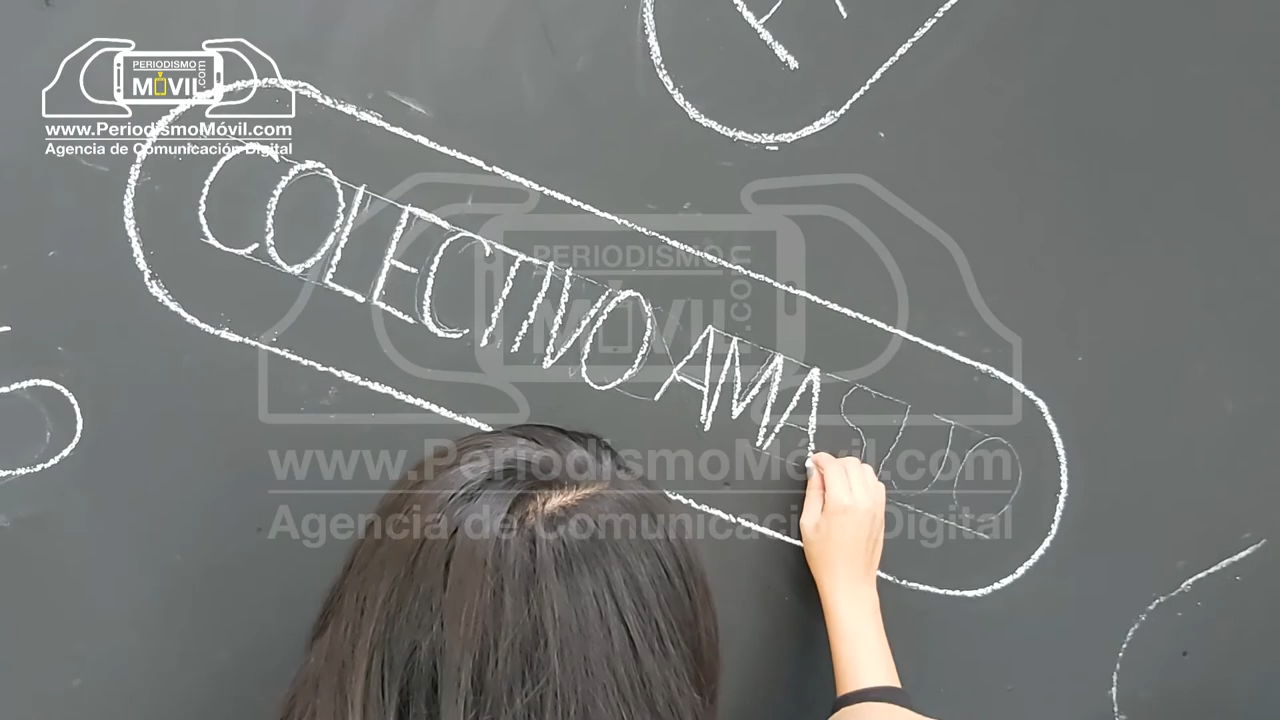 PERIODISMO
MÓVIL.com
www.PeriodismoMóvil.com
Agencia de Comunicación Digital
COLECTIVO AMA
PERIODISMO
MÓVIL.com
www.PeriodismoMóvil.com
Agencia de Comunicación Digital